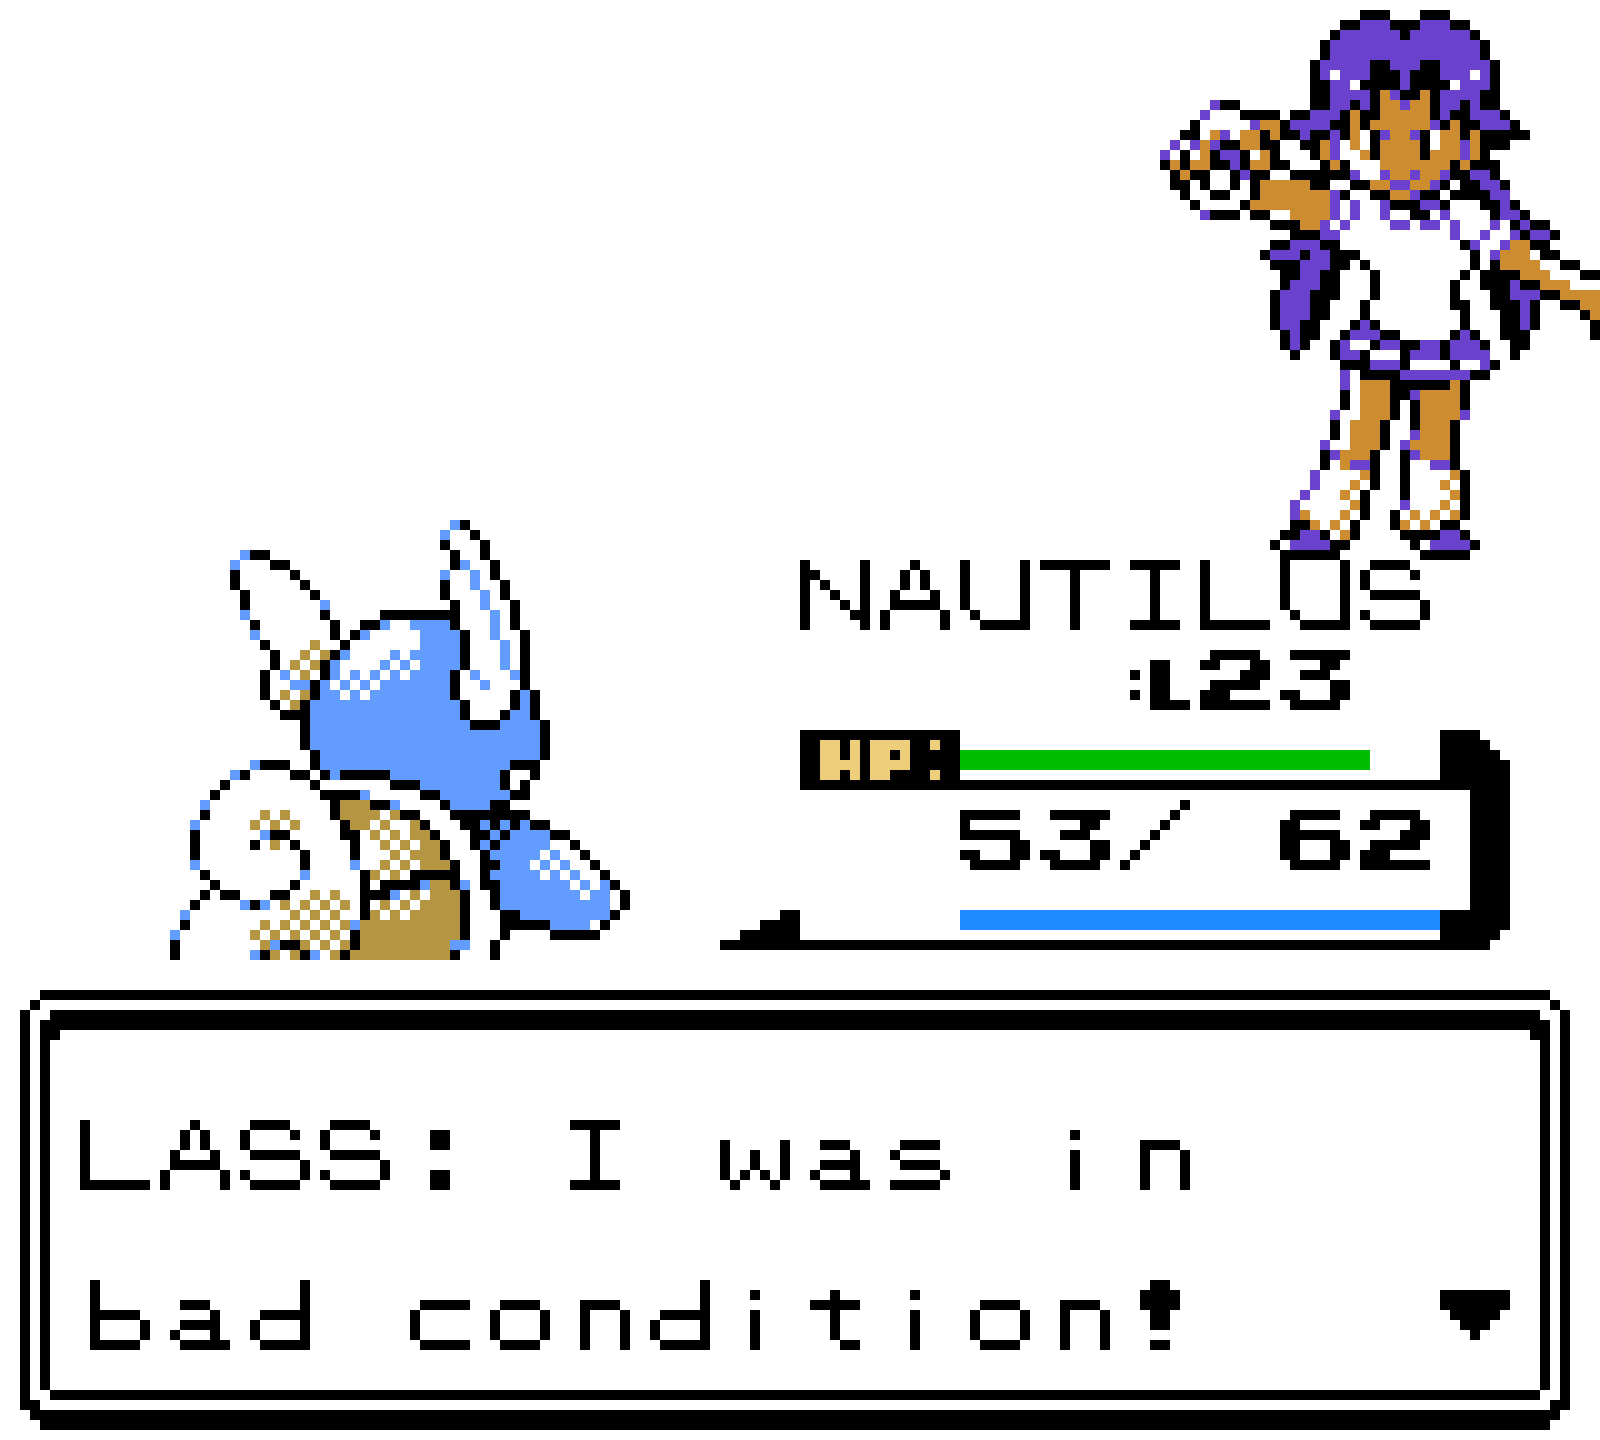 NAUTILUS
:L23
HP:
53/ 62
LASS: I was in
bad condition!